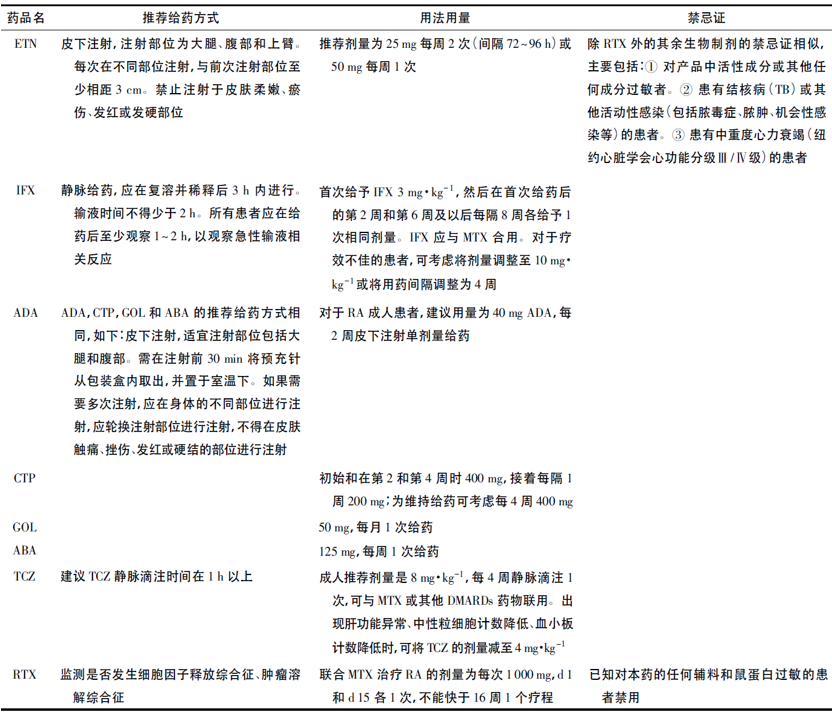 药品名 推荐给药方式 用法用量 禁忌证
ETN 皮下注射,注射部位为大腿、腹部和上臂。
每次在不同部位注射,与前次注射部位至
少相距 3 cm。禁止注射于皮肤柔嫩、瘀
伤、发红或发硬部位
推荐剂量为 25 mg 每周 2 次(间隔 72~96 h)或
50 mg 每周 1 次
除 RTX 外的其余生物制剂的禁忌证相似,
主要包括:① 对产品中活性成分或其他任
何成分过敏者。② 患有结核病(TB)或其
他活动性感染(包括脓毒症、脓肿、机会性感
染等)的患者。③ 患有中重度心力衰竭(纽
约心脏学会心功能分级Ⅲ/Ⅳ级)的患者
IFX 静脉给药,应在复溶并稀释后 3 h 内进行。
输液时间不得少于 2 h。所有患者应在给
药后至少观察 1~2 h,以观察急性输液相
关反应
首次给予 IFX 3 mg·kg⁻¹,然后在首次给药后
的第 2 周和第 6 周及以后每隔 8 周各给予 1
次相同剂量。IFX 应与 MTX 合用。对于疗
效不佳的患者,可考虑将剂量调整至 10 mg·
kg⁻¹或将用药间隔调整为 4 周
ADA ADA,CTP,GOL 和 ABA 的推荐给药方式相
同,如下:皮下注射,适宜注射部位包括大
腿和腹部。需在注射前 30 min 将预充针
从包装盒内取出,并置于室温下。如果需
要多次注射,应在身体的不同部位进行注
射,应轮换注射部位进行注射,不得在皮肤
触痛、挫伤、发红或硬结的部位进行注射
对于 RA 成人患者,建议用量为 40 mg ADA,每
2 周皮下注射单剂量给药
CTP 初始和在第 2 和第 4 周时 400 mg,接着每隔 1
周 200 mg;为维持给药可考虑每 4 周 400 mg
GOL 50 mg,每月 1 次给药
ABA 125 mg,每周 1 次给药
TCZ 建议 TCZ 静脉滴注时间在 1 h 以上
成人推荐剂量是 8 mg·kg⁻¹,每 4 周静脉滴注 1
次,可与 MTX 或其他 DMARDs 药物联用。出
现肝功能异常、中性粒细胞计数降低、血小板
计数降低时,可将 TCZ 的剂量减至 4 mg·kg⁻¹
RTX 监测是否发生细胞因子释放综合征、肿瘤溶
解综合征
联合 MTX 治疗 RA 的剂量为每次 1 000 mg,d 1
和 d 15 各 1 次,不能快于 16 周 1 个疗程
已知对本药的任何辅料和鼠蛋白过敏的患
者禁用